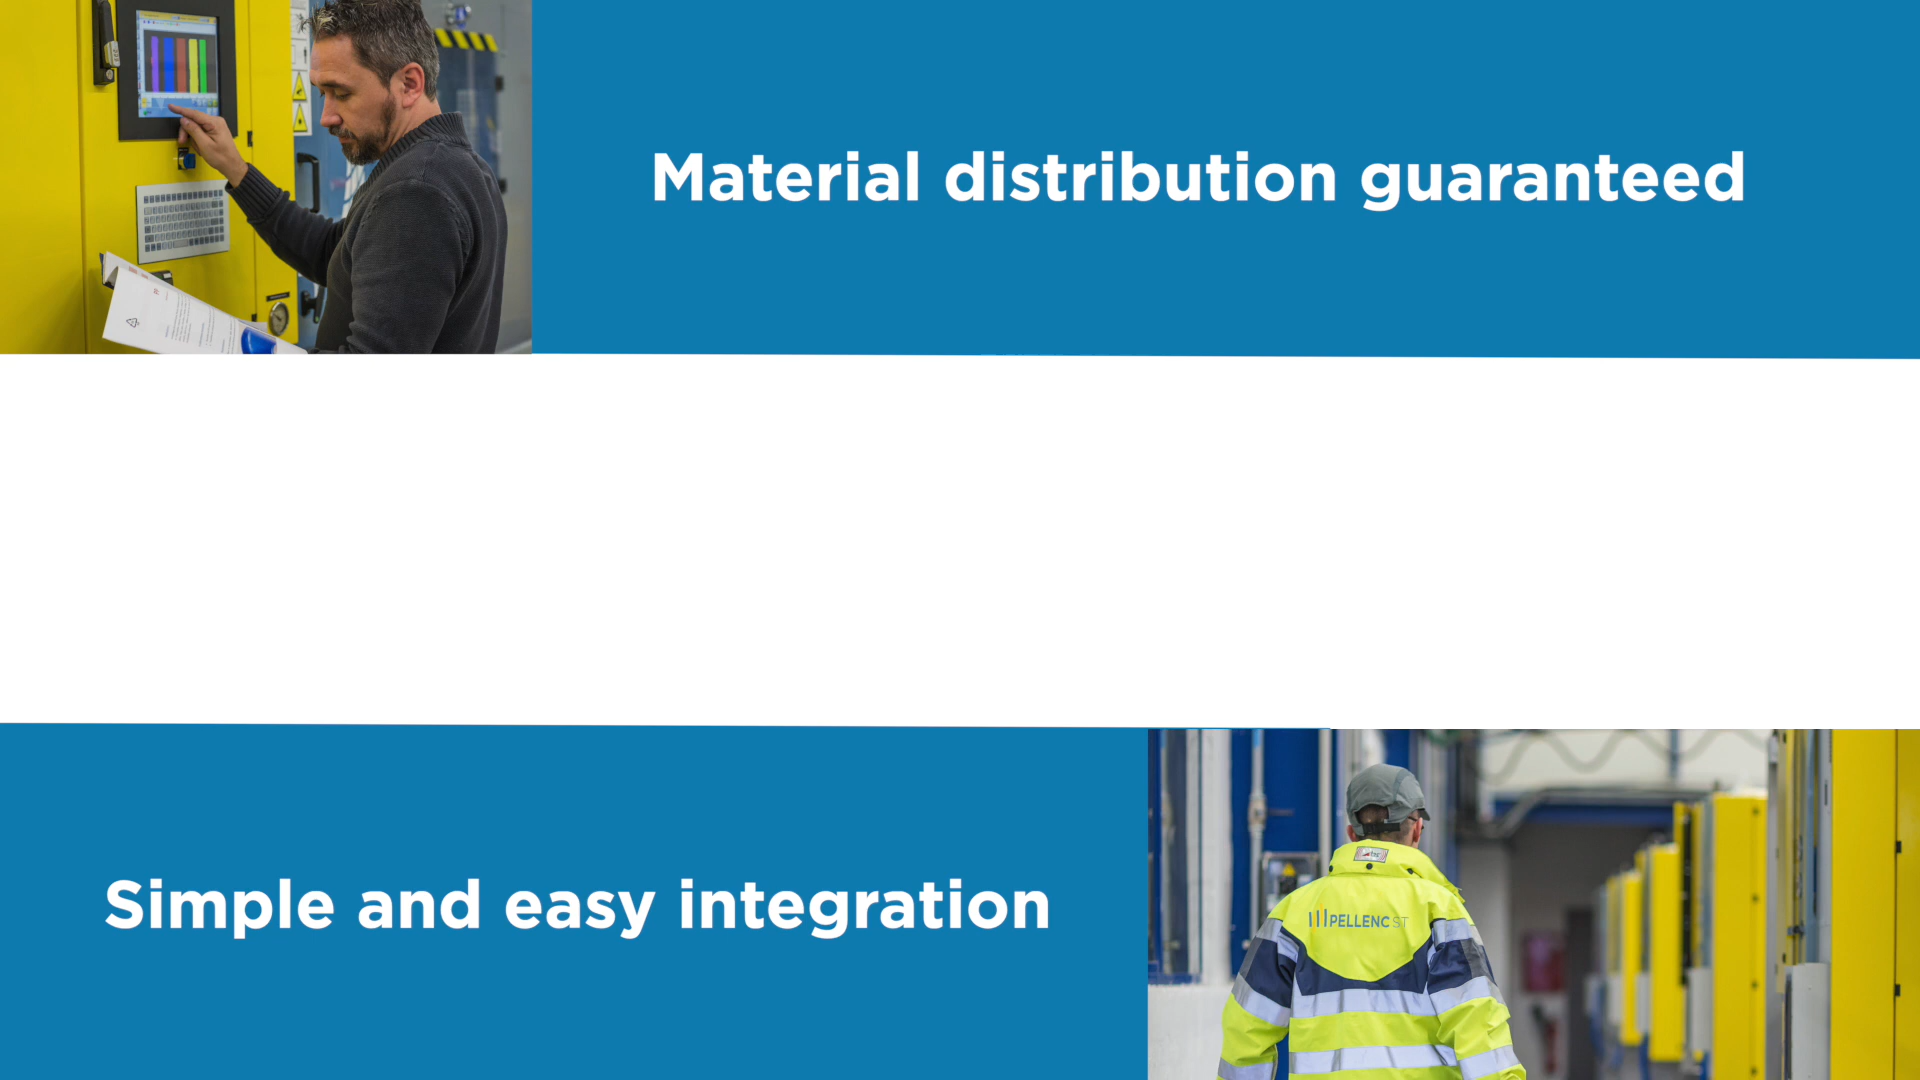 Material distribution guaranteed
Simple and easy integration
PELLENC ST